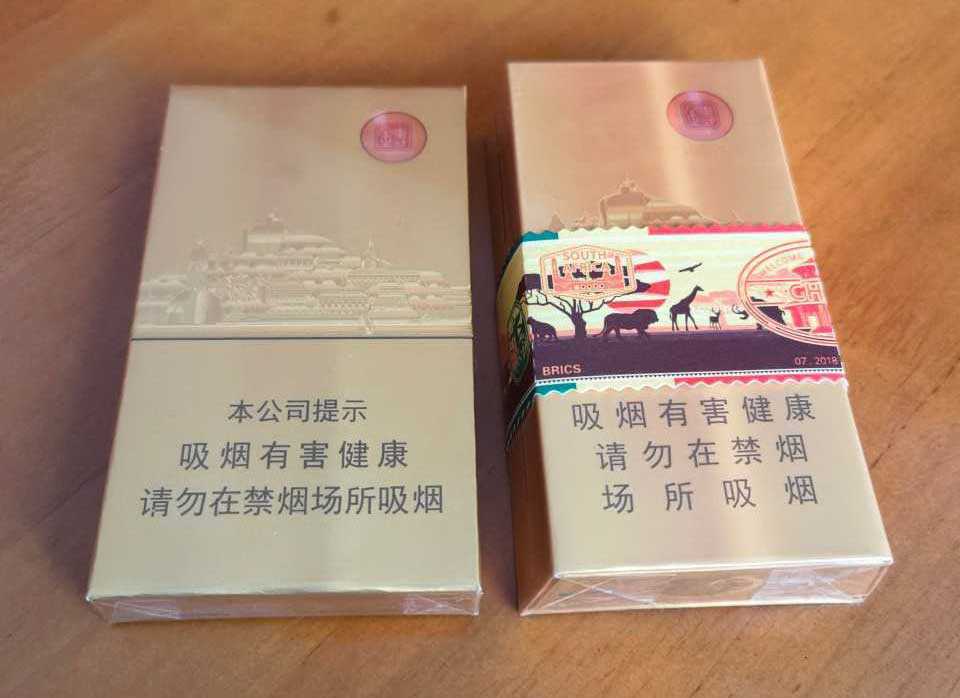 本公司提示
吸烟有害健康
请勿在禁烟场所吸烟
SOUTH
AFRICA
WELCOME
BRICS
07 . 2018
吸烟有害健康
请勿在禁烟
场所吸烟